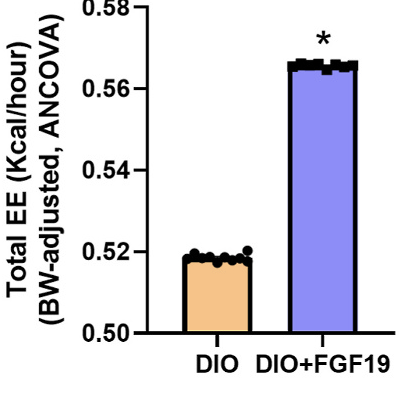 Total EE (Kcal/hour)
(BW-adjusted, ANCOVA)
0.58
0.56
0.54
0.52
0.50
*
DIO DIO+FGF19